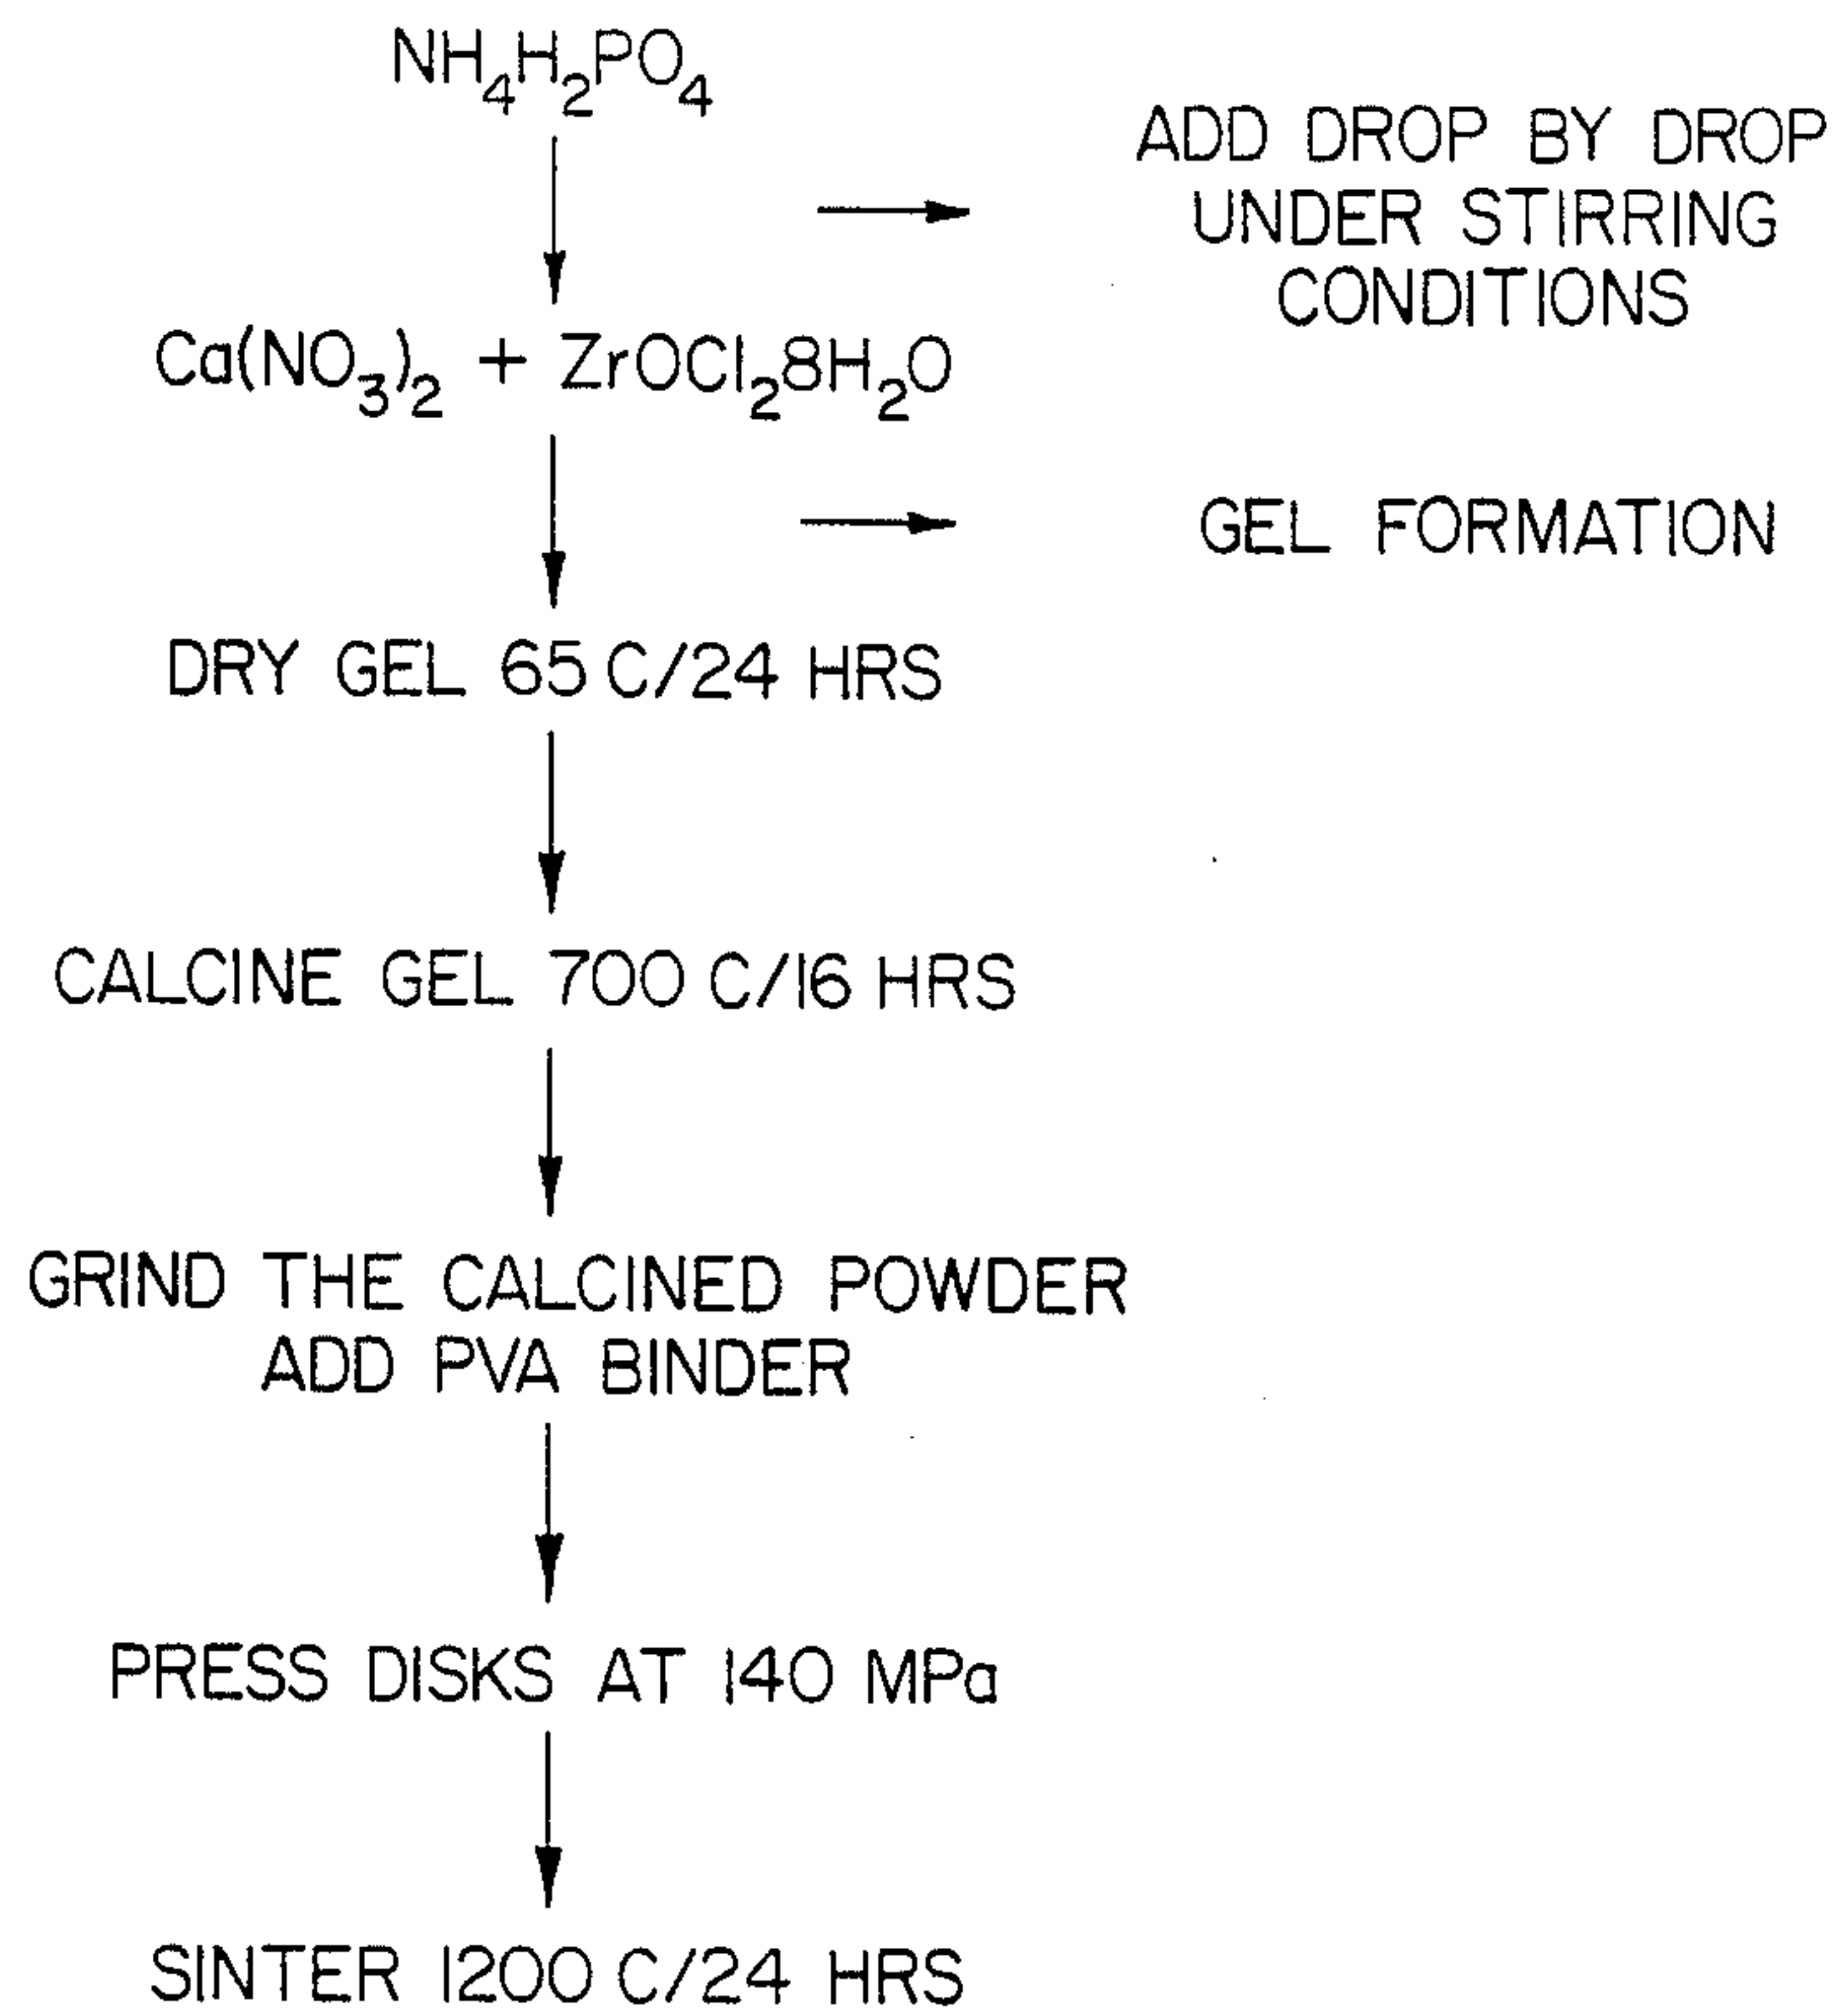 NH₄H₂PO₄
ADD DROP BY DROP
UNDER STIRRING
CONDITIONS
Ca(NO₃)₂ + ZrOCl₂8H₂O
GEL FORMATION
DRY GEL 65 C/24 HRS
CALCINE GEL 700 C/16 HRS
GRIND THE CALCINED POWDER
ADD PVA BINDER
PRESS DISKS AT 140 MPa
SINTER 1200 C/24 HRS